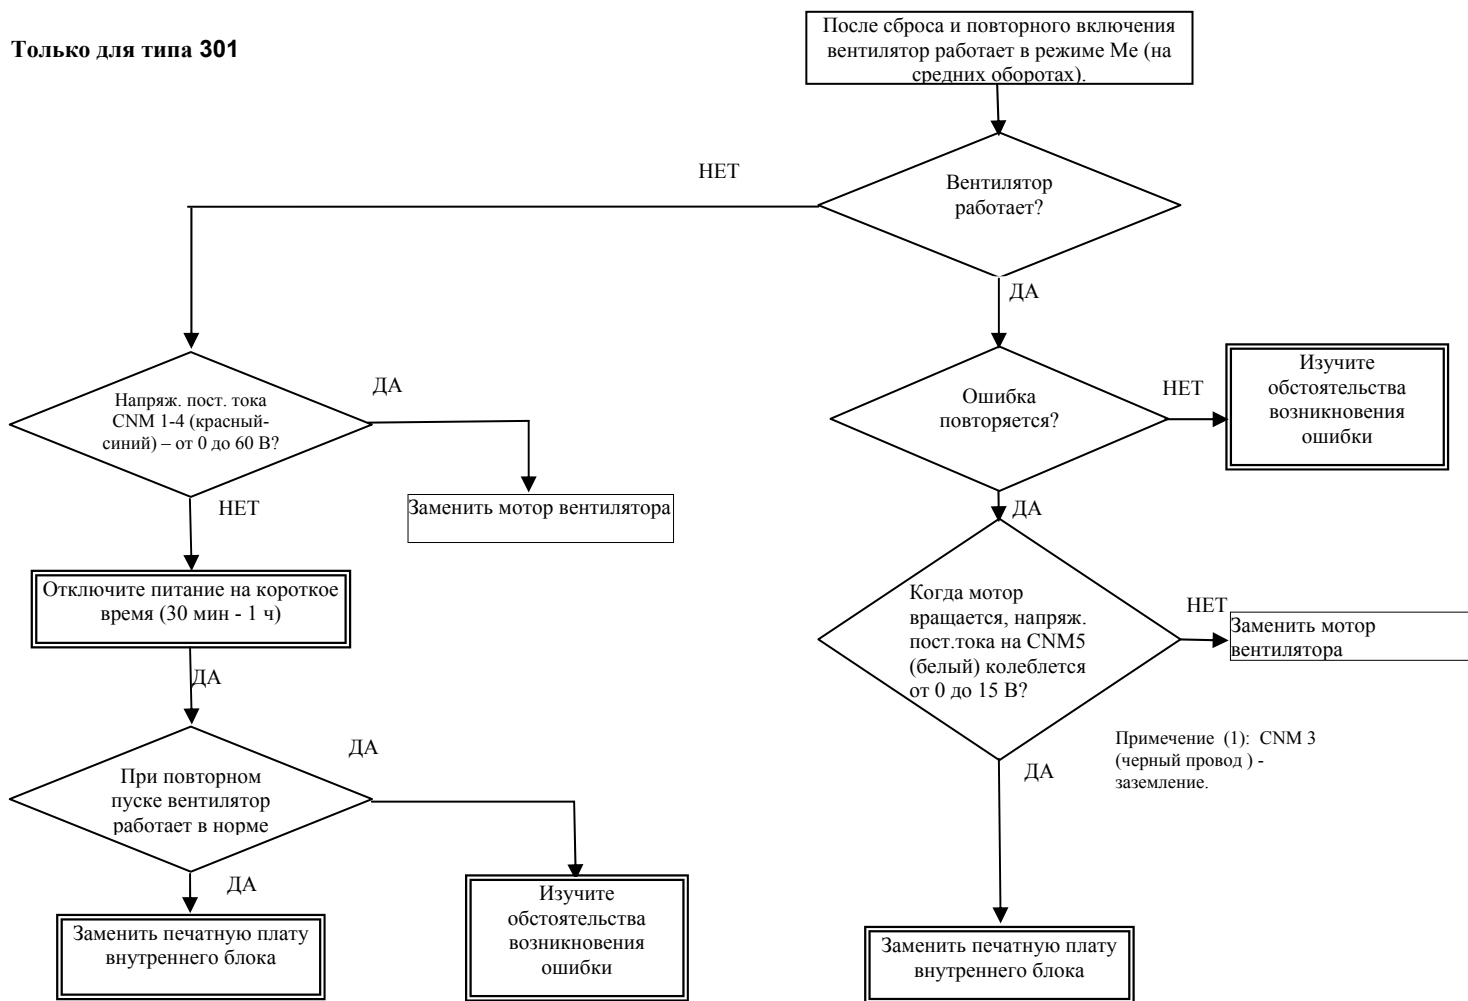 Только для типа 301
После сброса и повторного включения
вентилятор работает в режиме Me (на
средних оборотах).
НЕТ
Вентилятор
работает?
ДА
Напряж. пост. тока
CNM 1-4 (красный-
синий) – от 0 до 60 В?
ДА
НЕТ
Заменить мотор вентилятора
Ошибка
повторяется?
НЕТ
Изучите
обстоятельства
возникновения
ошибки
ДА
Отключите питание на короткое
время (30 мин - 1 ч)
ДА
Когда мотор
вращается, напряж.
пост.тока на CNM5
(белый) колеблется
от 0 до 15 В?
НЕТ
Заменить мотор
вентилятора
Примечание (1): CNM 3
(черный провод ) -
заземление.
ДА
При повторном
пуске вентилятор
работает в норме
ДА
ДА
Заменить печатную плату
внутреннего блока
Изучите
обстоятельства
возникновения
ошибки
Заменить печатную плату
внутреннего блока